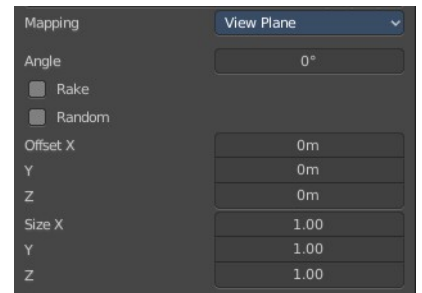 Mapping View Plane
Angle 0°
Rake
Random
Offset X 0m
Y 0m
Z 0m
Size X 1.00
Y 1.00
Z 1.00